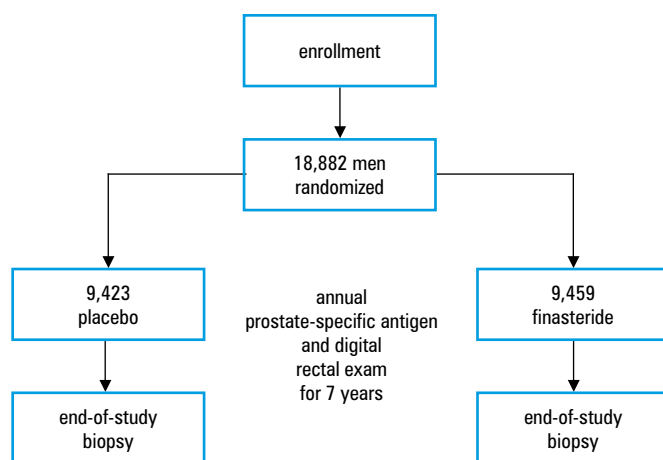 enrollment
18,882 men
randomized
9,423
placebo
annual
prostate-specific antigen
and digital
rectal exam
for 7 years
9,459
finasteride
end-of-study
biopsy
end-of-study
biopsy